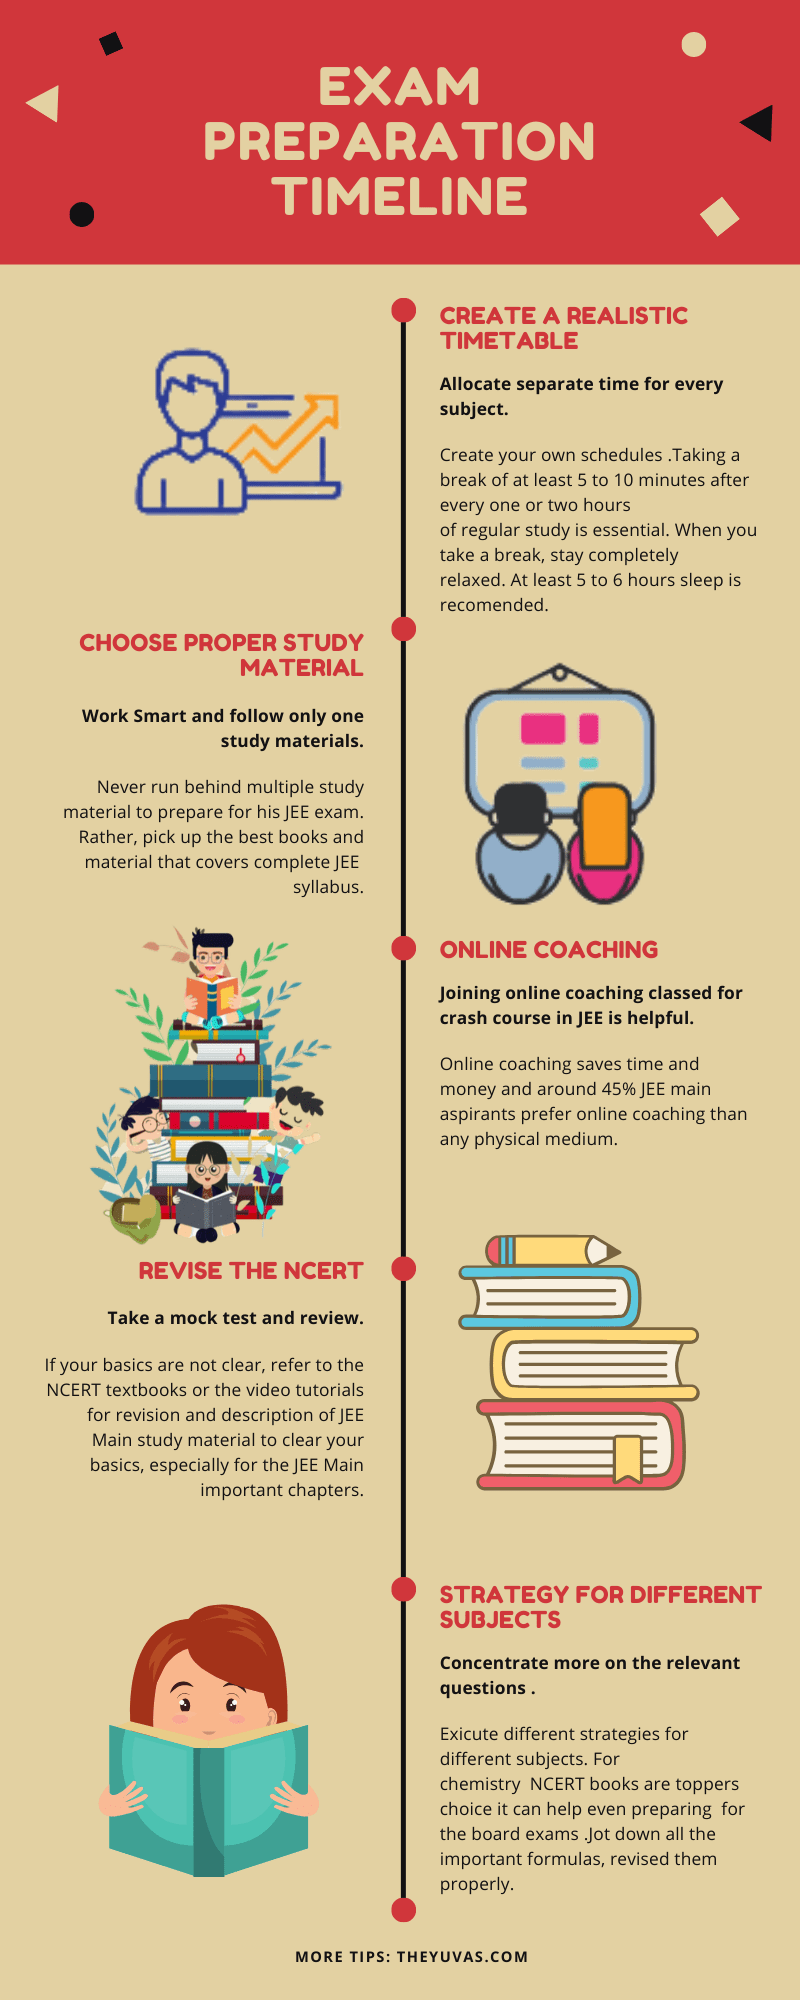 EXAM
PREPARATION
TIMELINE
CREATE A REALISTIC
TIMETABLE
Allocate separate time for every
subject.
Create your own schedules .Taking a
break of at least 5 to 10 minutes after
every one or two hours
of regular study is essential. When you
take a break, stay completely
relaxed. At least 5 to 6 hours sleep is
recomended.
CHOOSE PROPER STUDY
MATERIAL
Work Smart and follow only one
study materials.
Never run behind multiple study
material to prepare for his JEE exam.
Rather, pick up the best books and
material that covers complete JEE
syllabus.
ONLINE COACHING
Joining online coaching classed for
crash course in JEE is helpful.
Online coaching saves time and
money and around 45% JEE main
aspirants prefer online coaching than
any physical medium.
REVISE THE NCERT
Take a mock test and review.
If your basics are not clear, refer to the
NCERT textbooks or the video tutorials
for revision and description of JEE
Main study material to clear your
basics, especially for the JEE Main
important chapters.
STRATEGY FOR DIFFERENT
SUBJECTS
Concentrate more on the relevant
questions .
Exicute different strategies for
different subjects. For
chemistry  NCERT books are toppers
choice it can help even preparing  for
the board exams .Jot down all the
important formulas, revised them
properly.
MORE TIPS: THEYUVAS.COM